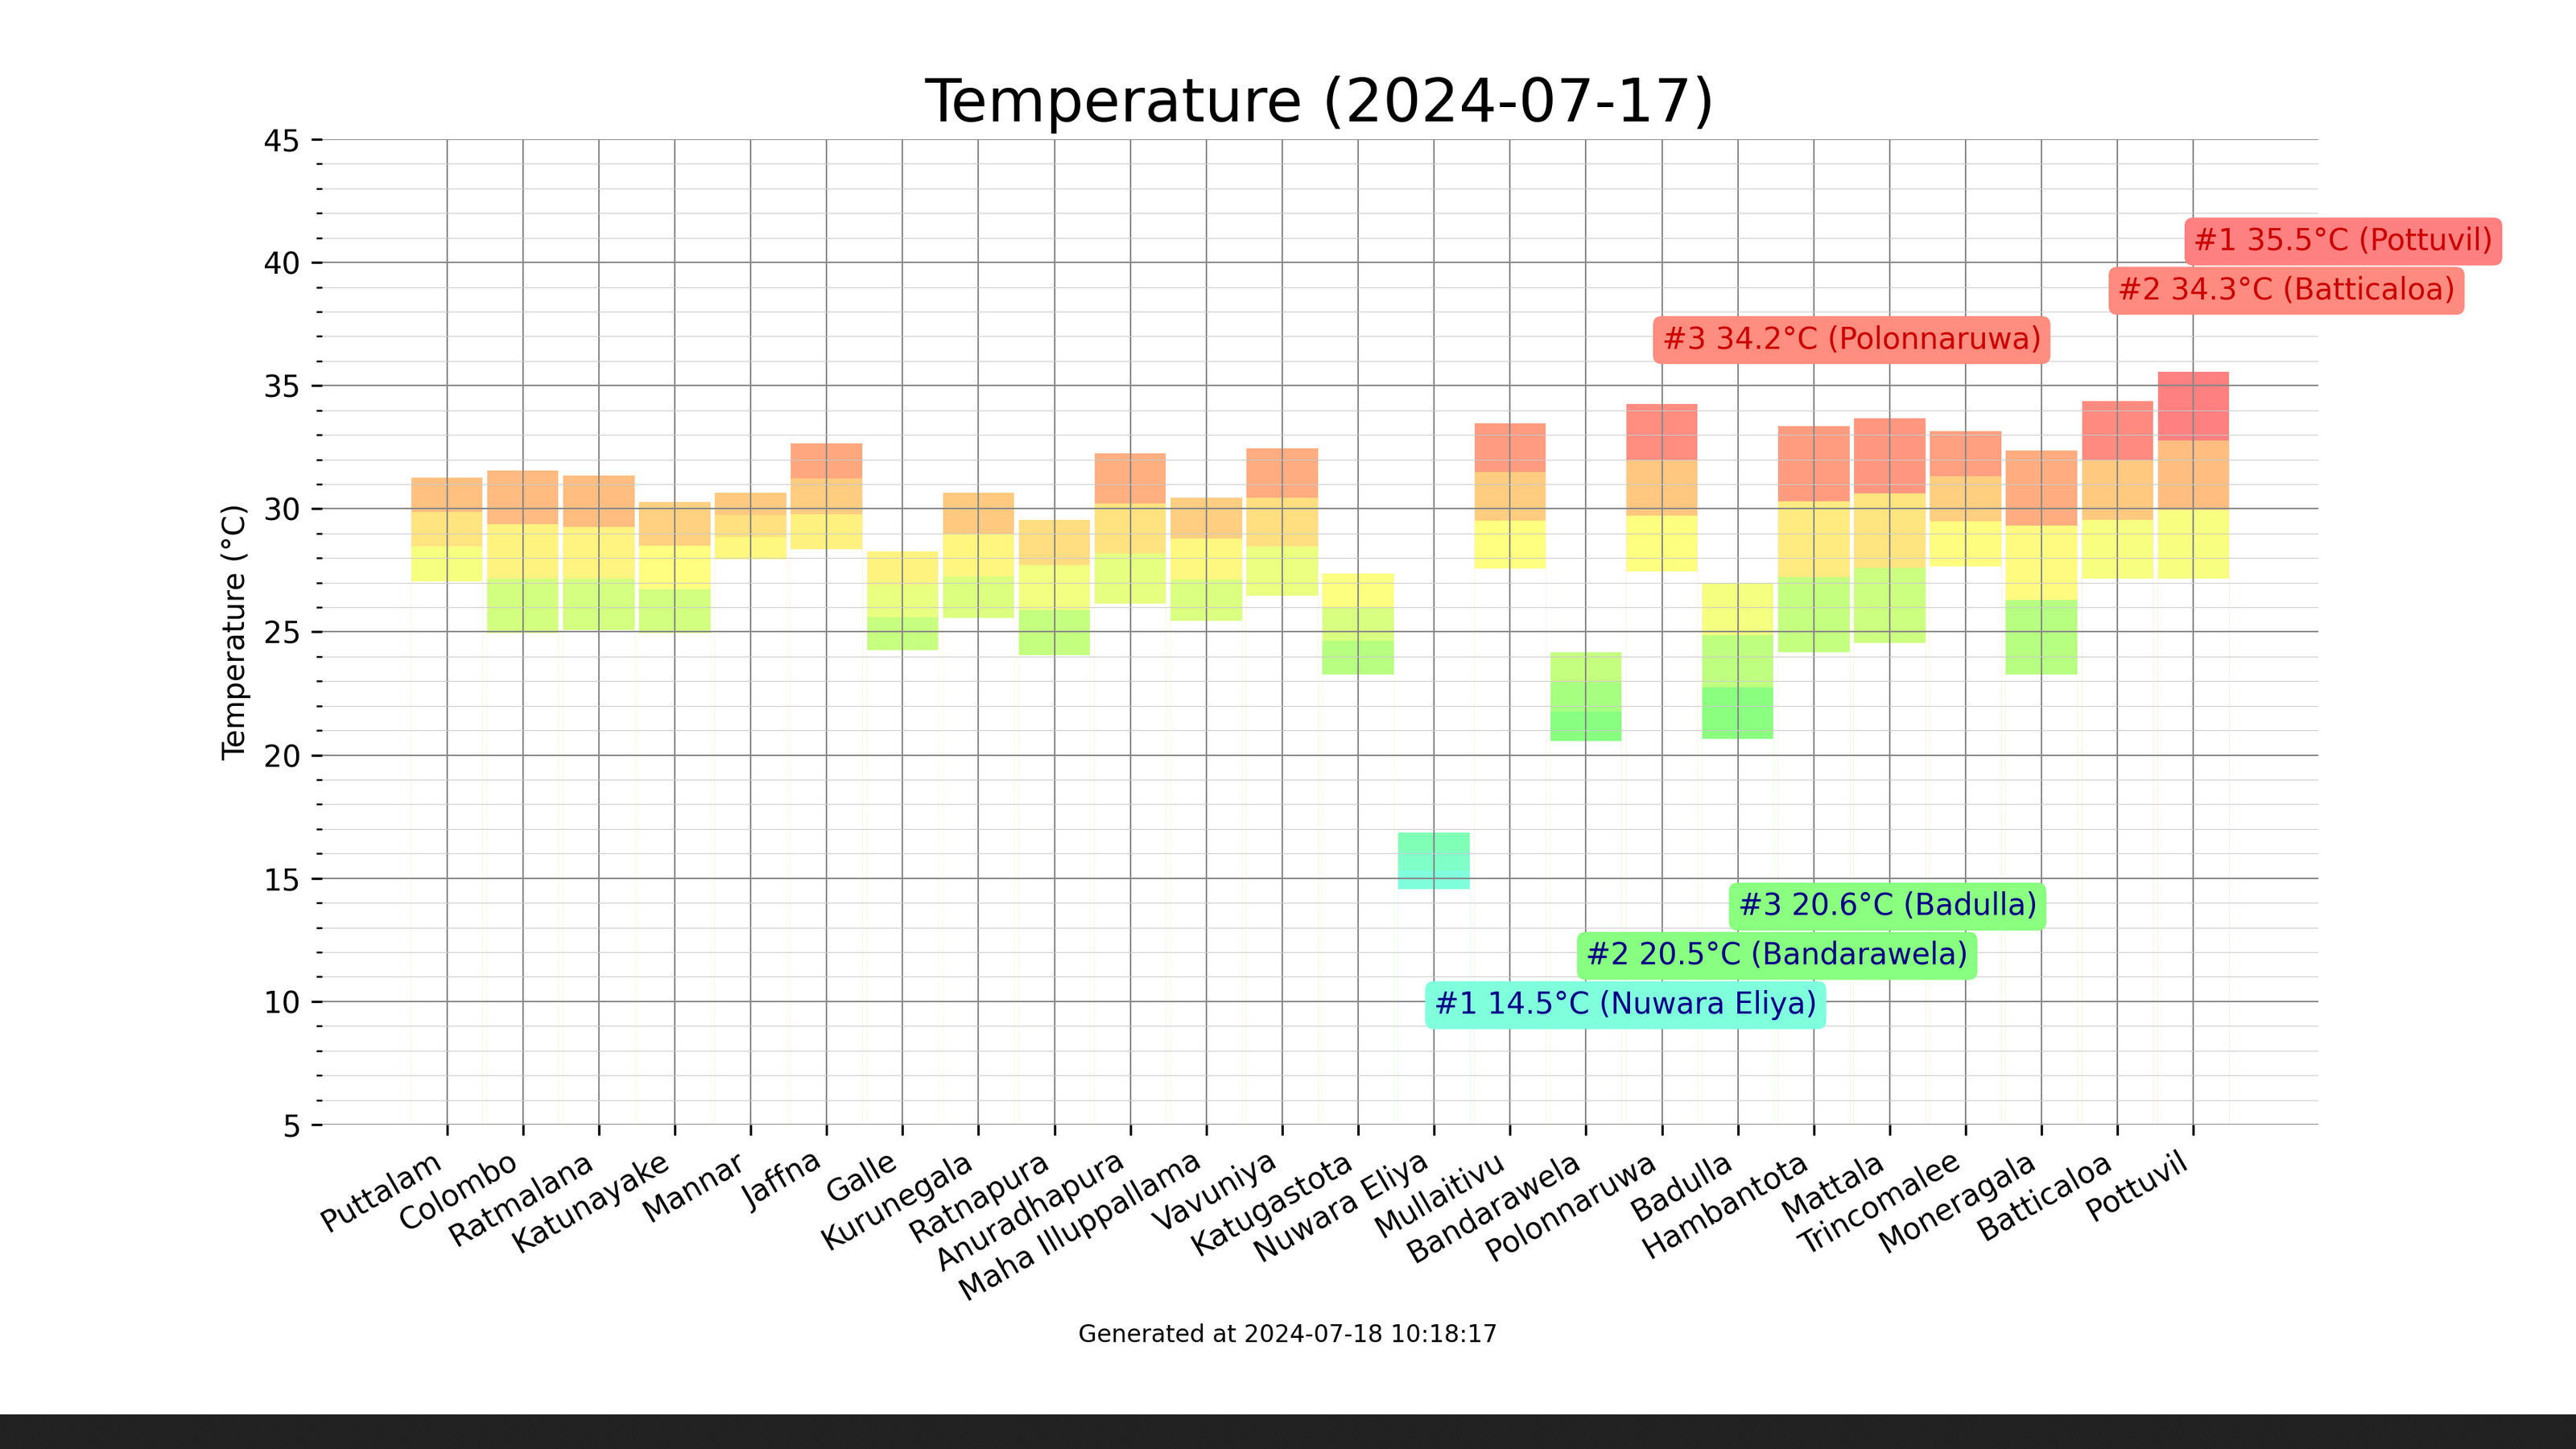 Temperature (2024-07-17)
45
40
35
30
25
20
15
10
5
Temperature (°C)
#1 35.5°C (Pottuvil)
#2 34.3°C (Batticaloa)
#3 34.2°C (Polonnaruwa)
#3 20.6°C (Badulla)
#2 20.5°C (Bandarawela)
#1 14.5°C (Nuwara Eliya)
Puttalam
Colombo
Ratmalana
Katunayake
Mannar
Jaffna
Galle
Kurunegala
Ratnapura
Anuradhapura
Maha Illuppallama
Vavuniya
Katugastota
Nuwara Eliya
Mullaitivu
Bandarawela
Polonnaruwa
Badulla
Hambantota
Mattala
Trincomalee
Moneragala
Batticaloa
Pottuvil
Generated at 2024-07-18 10:18:17